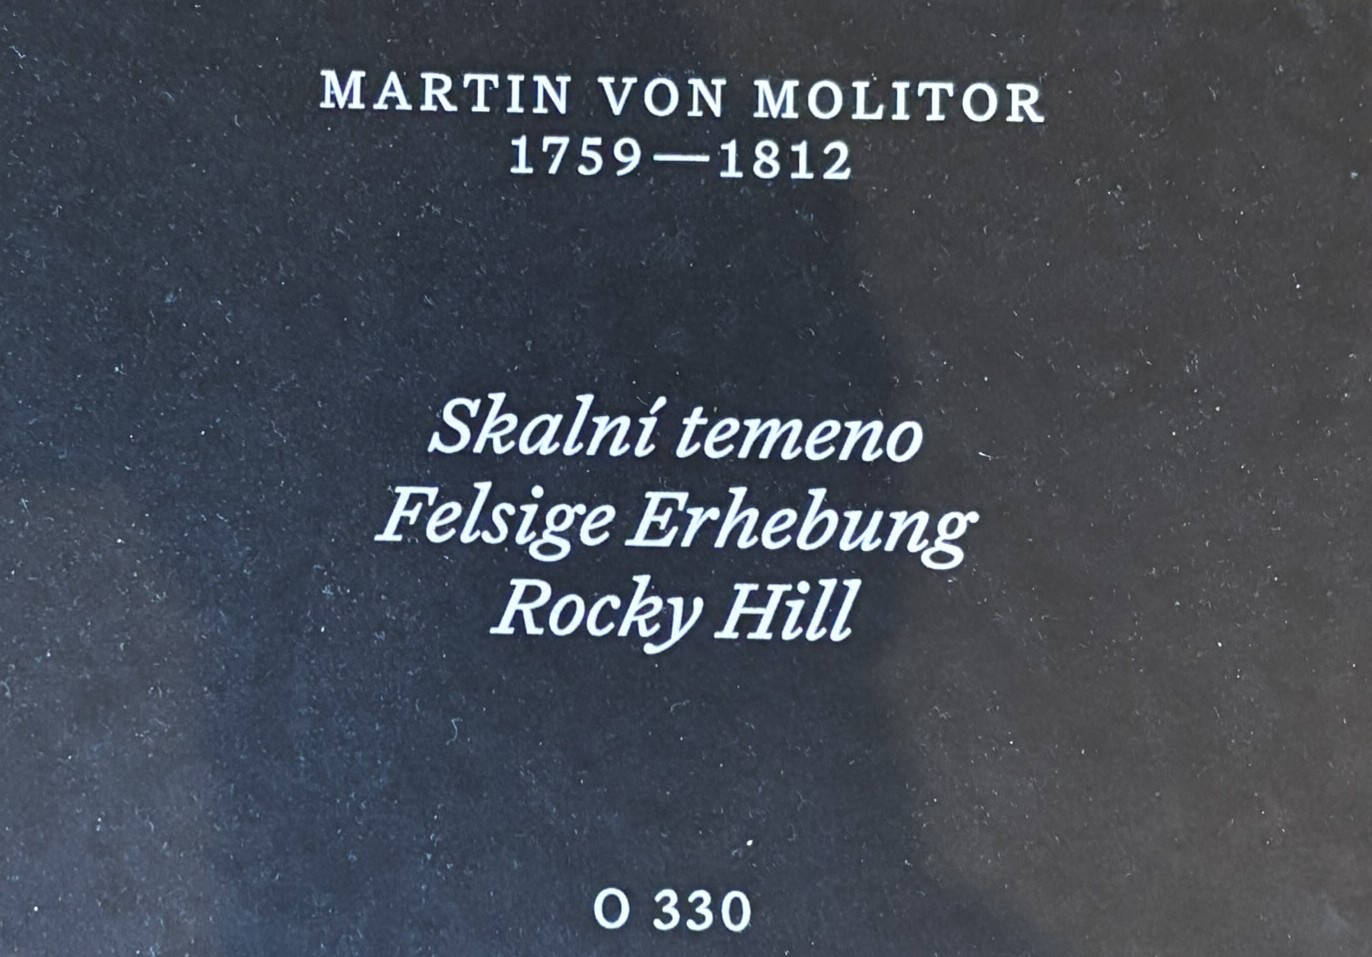 MARTIN VON MOLITOR
1759—1812
Skalní temeno
Felsige Erhebung
Rocky Hill
O 330